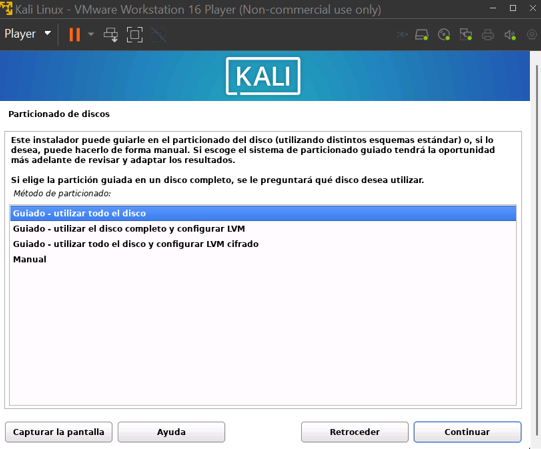 Kali Linux - VMware Workstation 16 Player (Non-commercial use only)
Player
KALI
Particionado de discos
Este instalador puede guiarle en el particionado del disco (utilizando distintos esquemas estándar) o, si lo
desea, puede hacerlo de forma manual. Si escoge el sistema de particionado guiado tendrá la oportunidad
más adelante de revisar y adaptar los resultados.
Si elige la partición guiada en un disco completo, se le preguntará qué disco desea utilizar.
Método de particionado:
Guiado - utilizar todo el disco
Guiado - utilizar el disco completo y configurar LVM
Guiado - utilizar todo el disco y configurar LVM cifrado
Manual
Capturar la pantalla
Ayuda
Retroceder
Continuar